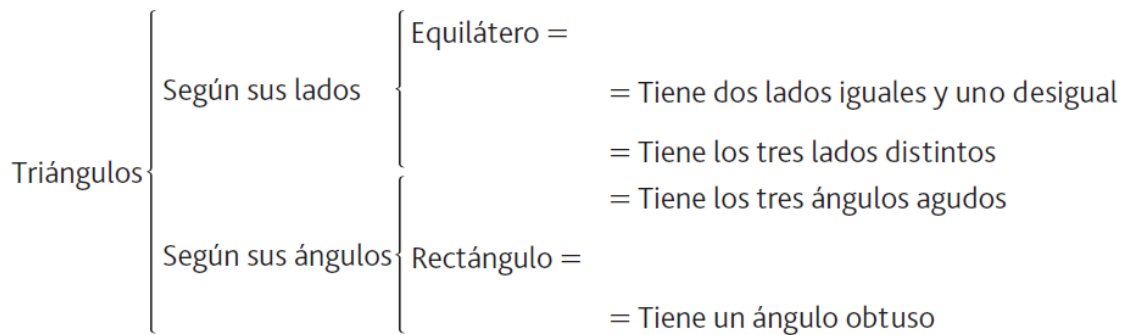 Equilátero =
Según sus lados
= Tiene dos lados iguales y uno desigual
= Tiene los tres lados distintos
Triángulos
= Tiene los tres ángulos agudos
Según sus ángulos
Rectángulo =
= Tiene un ángulo obtuso